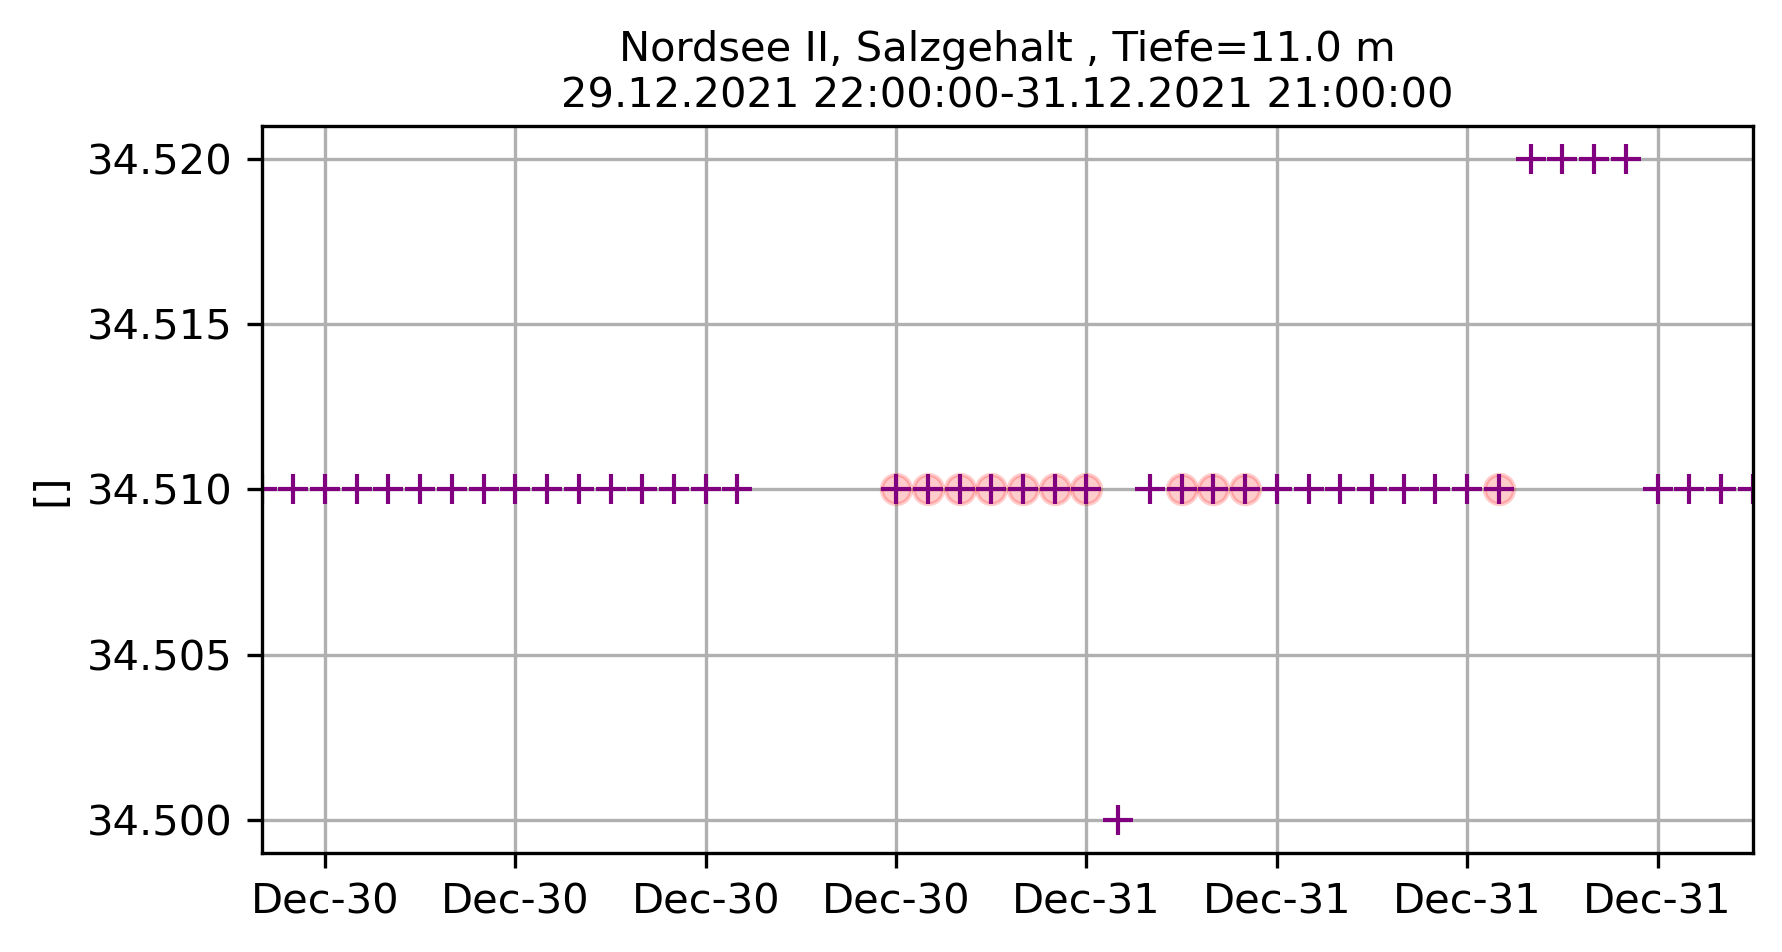 Nordsee II, Salzgehalt , Tiefe=11.0 m
29.12.2021 22:00:00-31.12.2021 21:00:00
34.520
34.515
34.510
34.505
34.500
[]
Dec-30 Dec-30 Dec-30 Dec-30 Dec-31 Dec-31 Dec-31 Dec-31